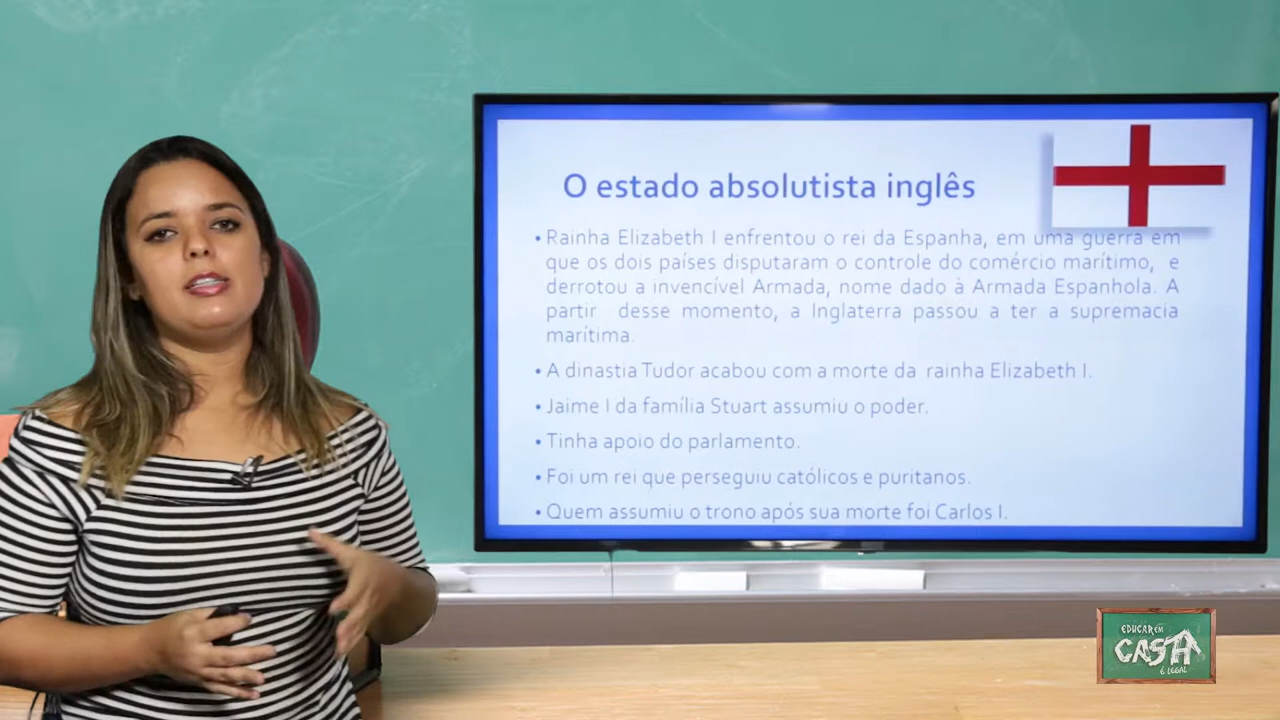 O estado absolutista inglês
• Rainha Elizabeth I enfrentou o rei da Espanha, em uma guerra em
que os dois países disputaram o controle do comércio marítimo, e
derrotou a invencível Armada, nome dado à Armada Espanhola. A
partir desse momento, a Inglaterra passou a ter a supremacia
marítima.
• A dinastia Tudor acabou com a morte da rainha Elizabeth I.
• Jaime I da família Stuart assumiu o poder.
• Tinha apoio do parlamento.
• Foi um rei que perseguiu católicos e puritanos.
• Quem assumiu o trono após sua morte foi Carlos I.
EDUCAR EM
CASA
É LEGAL